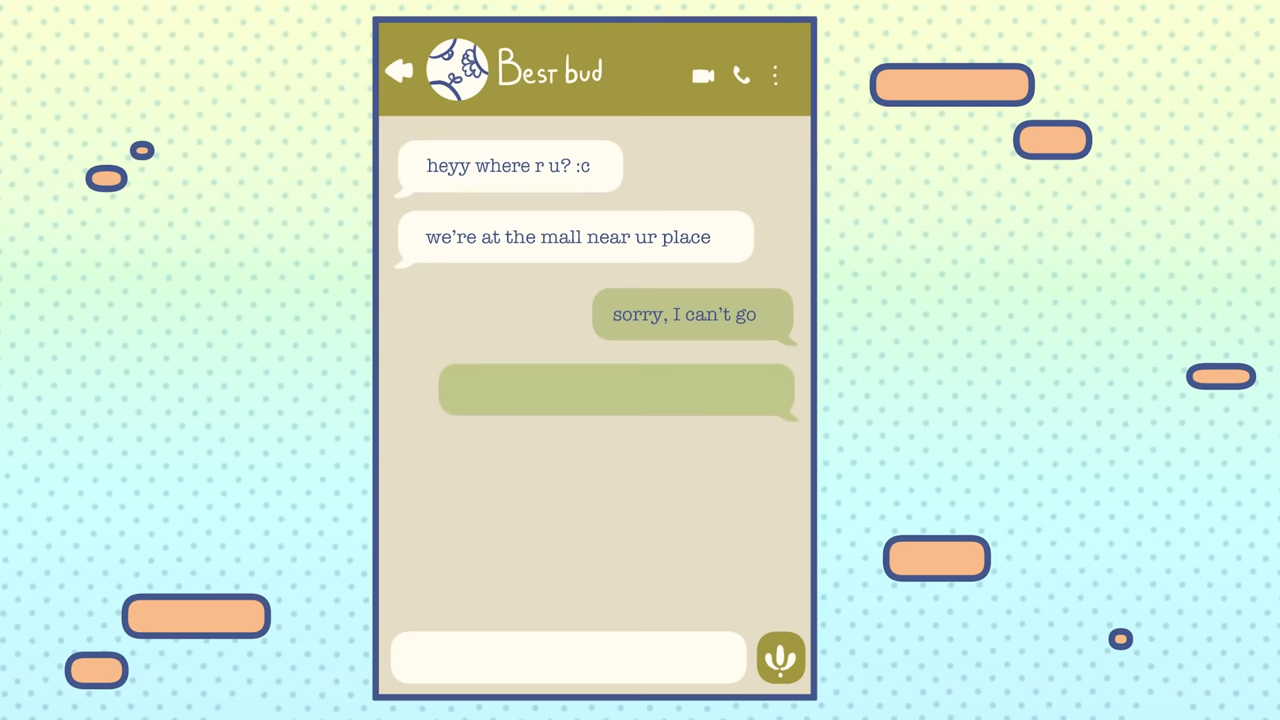 Best bud
heyy where r u? :c
we're at the mall near ur place
sorry, I can't go